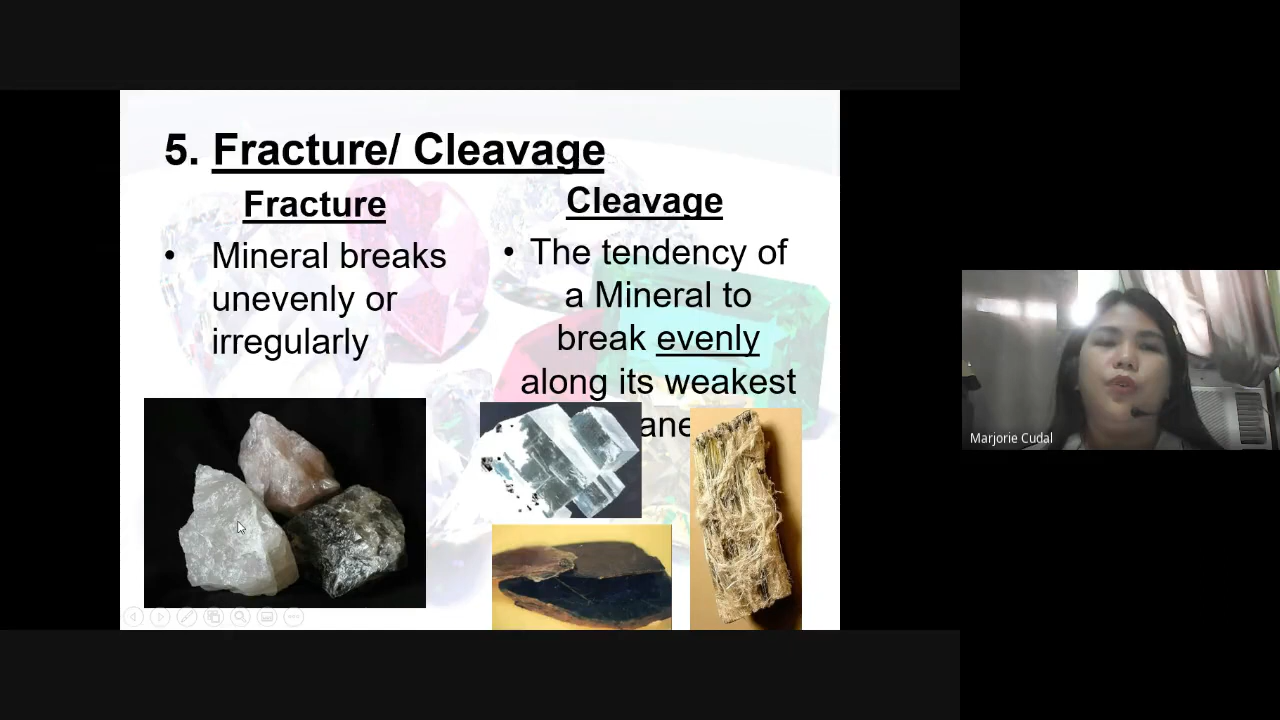 5. Fracture/ Cleavage
Fracture
• Mineral breaks
unevenly or
irregularly
Cleavage
• The tendency of
a Mineral to
break evenly
along its weakest
ane
Marjorie Cudal